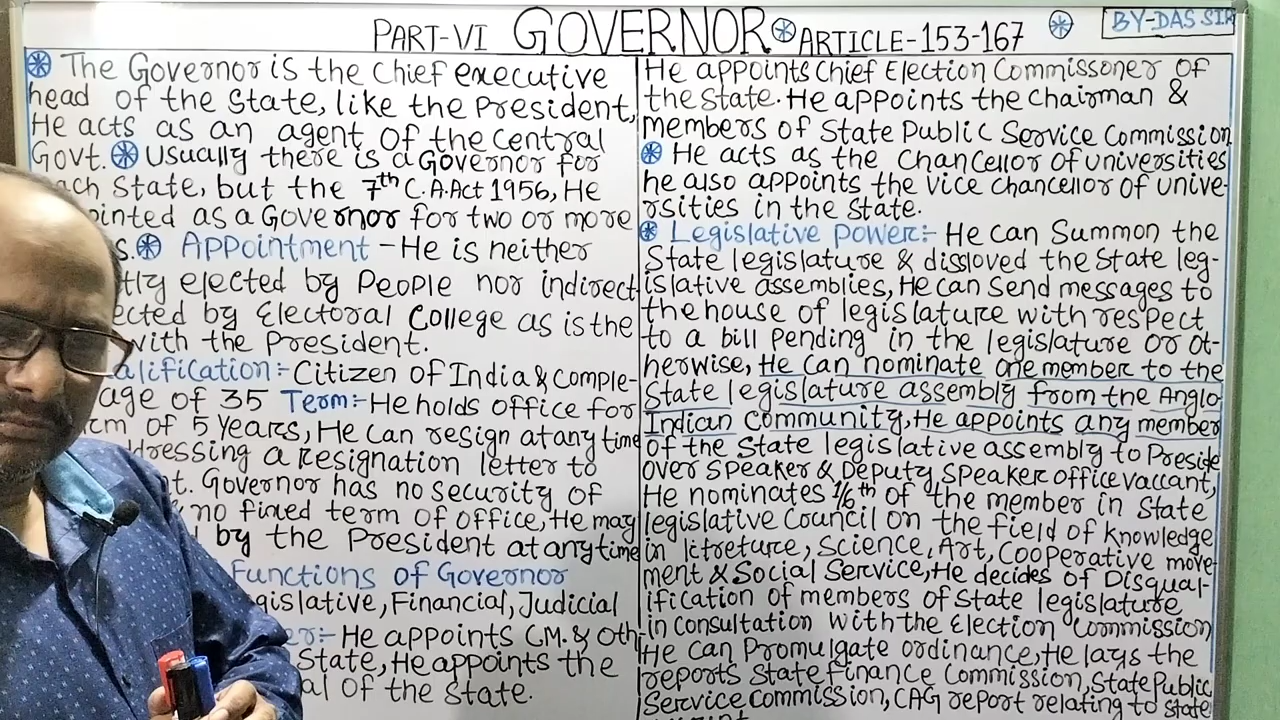 PART-VI GOVERNOR ARTICLE-153-167
BY-DAS SIR
The Governor is the chief executive
head of the State, like the President,
He acts as an agent of the Central
Govt. Usually there is a Governor for
ach State, but the 7th C.A.Act 1956, He
ointed as a Governor for two or more
s. Appointment - He is neither
tly elected by People nor indirect
ected by Electoral College as is the
with the President.
alification:- Citizen of India & comple-
age of 35 Term:- He holds office for
rm of 5 years, He can resign at any time
dressing a resignation letter to
nt. Governor has no security of
no fixed term of office, He may
by the President at any time
Functions of Governor
gislative, Financial, Judicial
er:- He appoints C.M. & oth
State, He appoints the
al of the State.
He appoints Chief Election Commissoner of
the State. He appoints the Chairman &
members of State Public Service Commission
He acts as the Chancellor of universities
he also appoints the vice chancellor of unive-
rsities in the State.
Legislative power:- He can Summon the
State legislature & dissloved the State leg-
islative assemblies, He can send messages to
the house of legislature with respect
to a bill pending in the legislature or ot-
herwise, He can nominate one member to the
State legislature assembly from the Anglo
Indian Community, He appoints any member
of the State legislative assembly to Preside
over speaker & Deputy speaker office vaccant,
He nominates 1/6th of the member in State
legislative Council on the field of knowledge
in litreture, Science, Art, Cooperative move-
ment & Social Service, He decides of Disqual-
ification of members of State legislature
in consultation with the Election Commission
He can Promulgate ordinance, He lays the
reports State finance Commission, State Public
Service Commission, CAG report relating to state